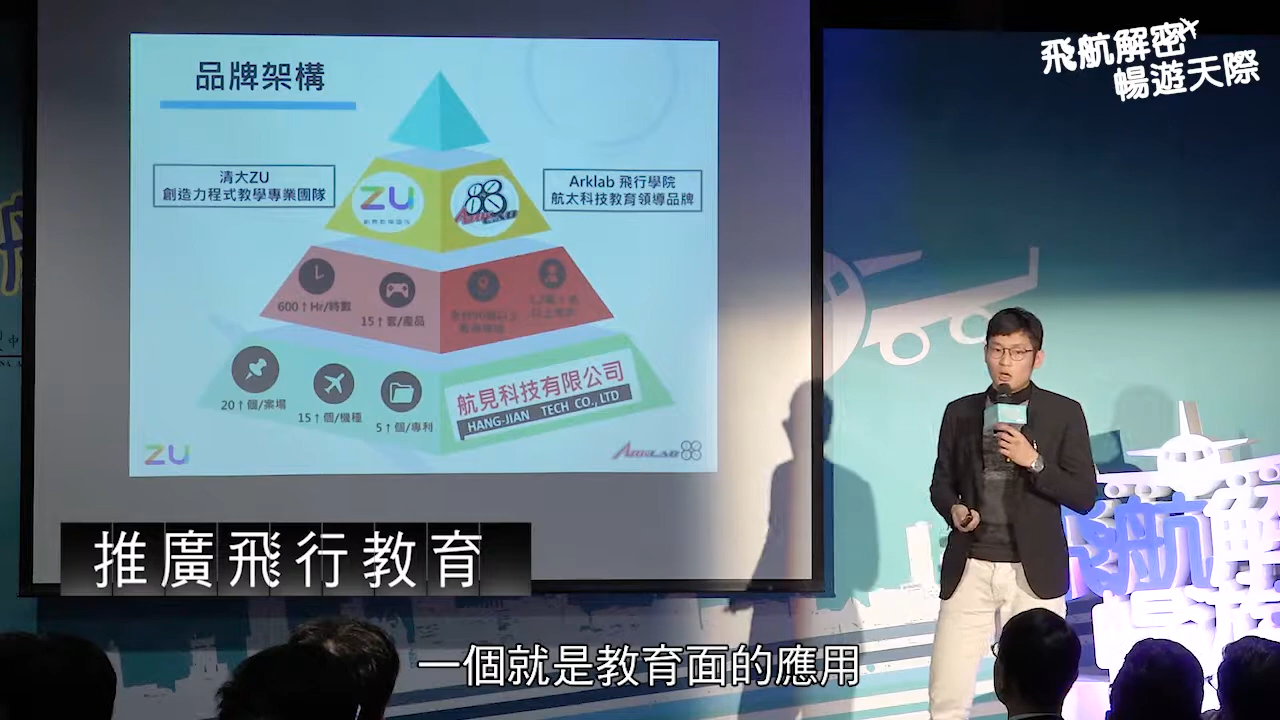 飛航解密
暢遊天際
品牌架構
清大ZU
創造力程式教學專業團隊
Arklab 飛行學院
航太科技教育領導品牌
ZU
600↑Hr/時數
15↑套/產品
20↑個/案場
15↑個/機種
5↑個/專利
航見科技有限公司
HANG-JIAN TECH CO.,LTD
ZU
ARKLAB
推廣飛行教育
一個就是教育面的應用